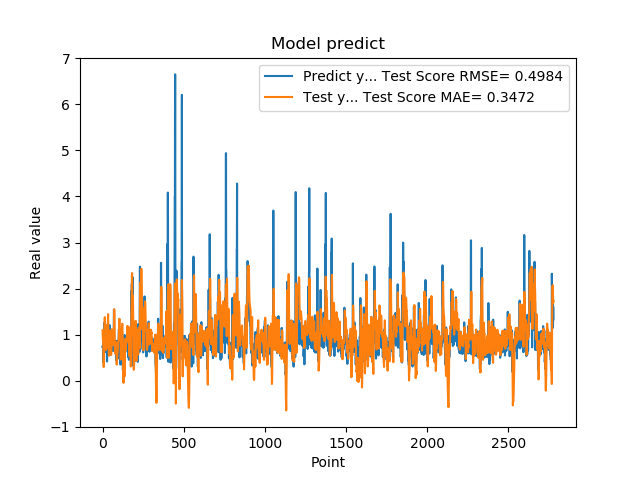 Model predict
Predict y... Test Score RMSE= 0.4984
Test y... Test Score MAE= 0.3472
7
6
5
4
3
2
1
0
−1
Real value
0 500 1000 1500 2000 2500
Point